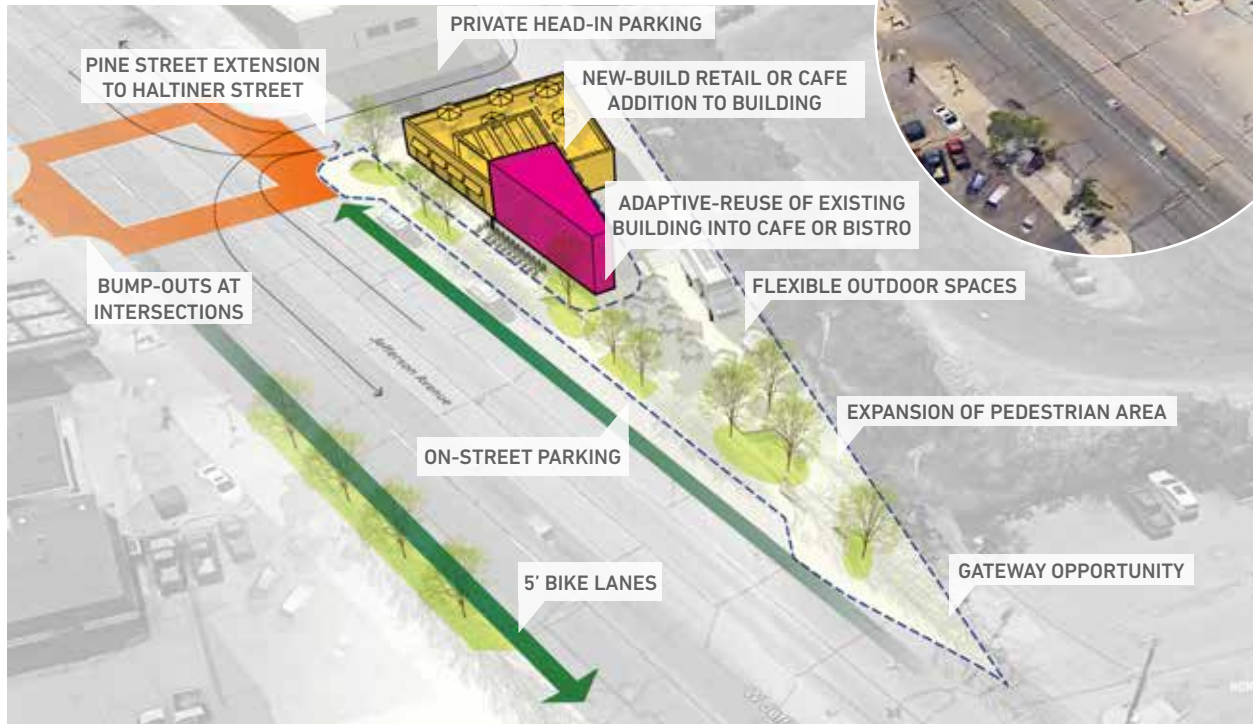 PRIVATE HEAD-IN PARKING
PINE STREET EXTENSION
TO HALTINER STREET
NEW-BUILD RETAIL OR CAFE
ADDITION TO BUILDING
ADAPTIVE-REUSE OF EXISTING
BUILDING INTO CAFE OR BISTRO
BUMP-OUTS AT
INTERSECTIONS
FLEXIBLE OUTDOOR SPACES
Jefferson Avenue
EXPANSION OF PEDESTRIAN AREA
ON-STREET PARKING
GATEWAY OPPORTUNITY
5' BIKE LANES